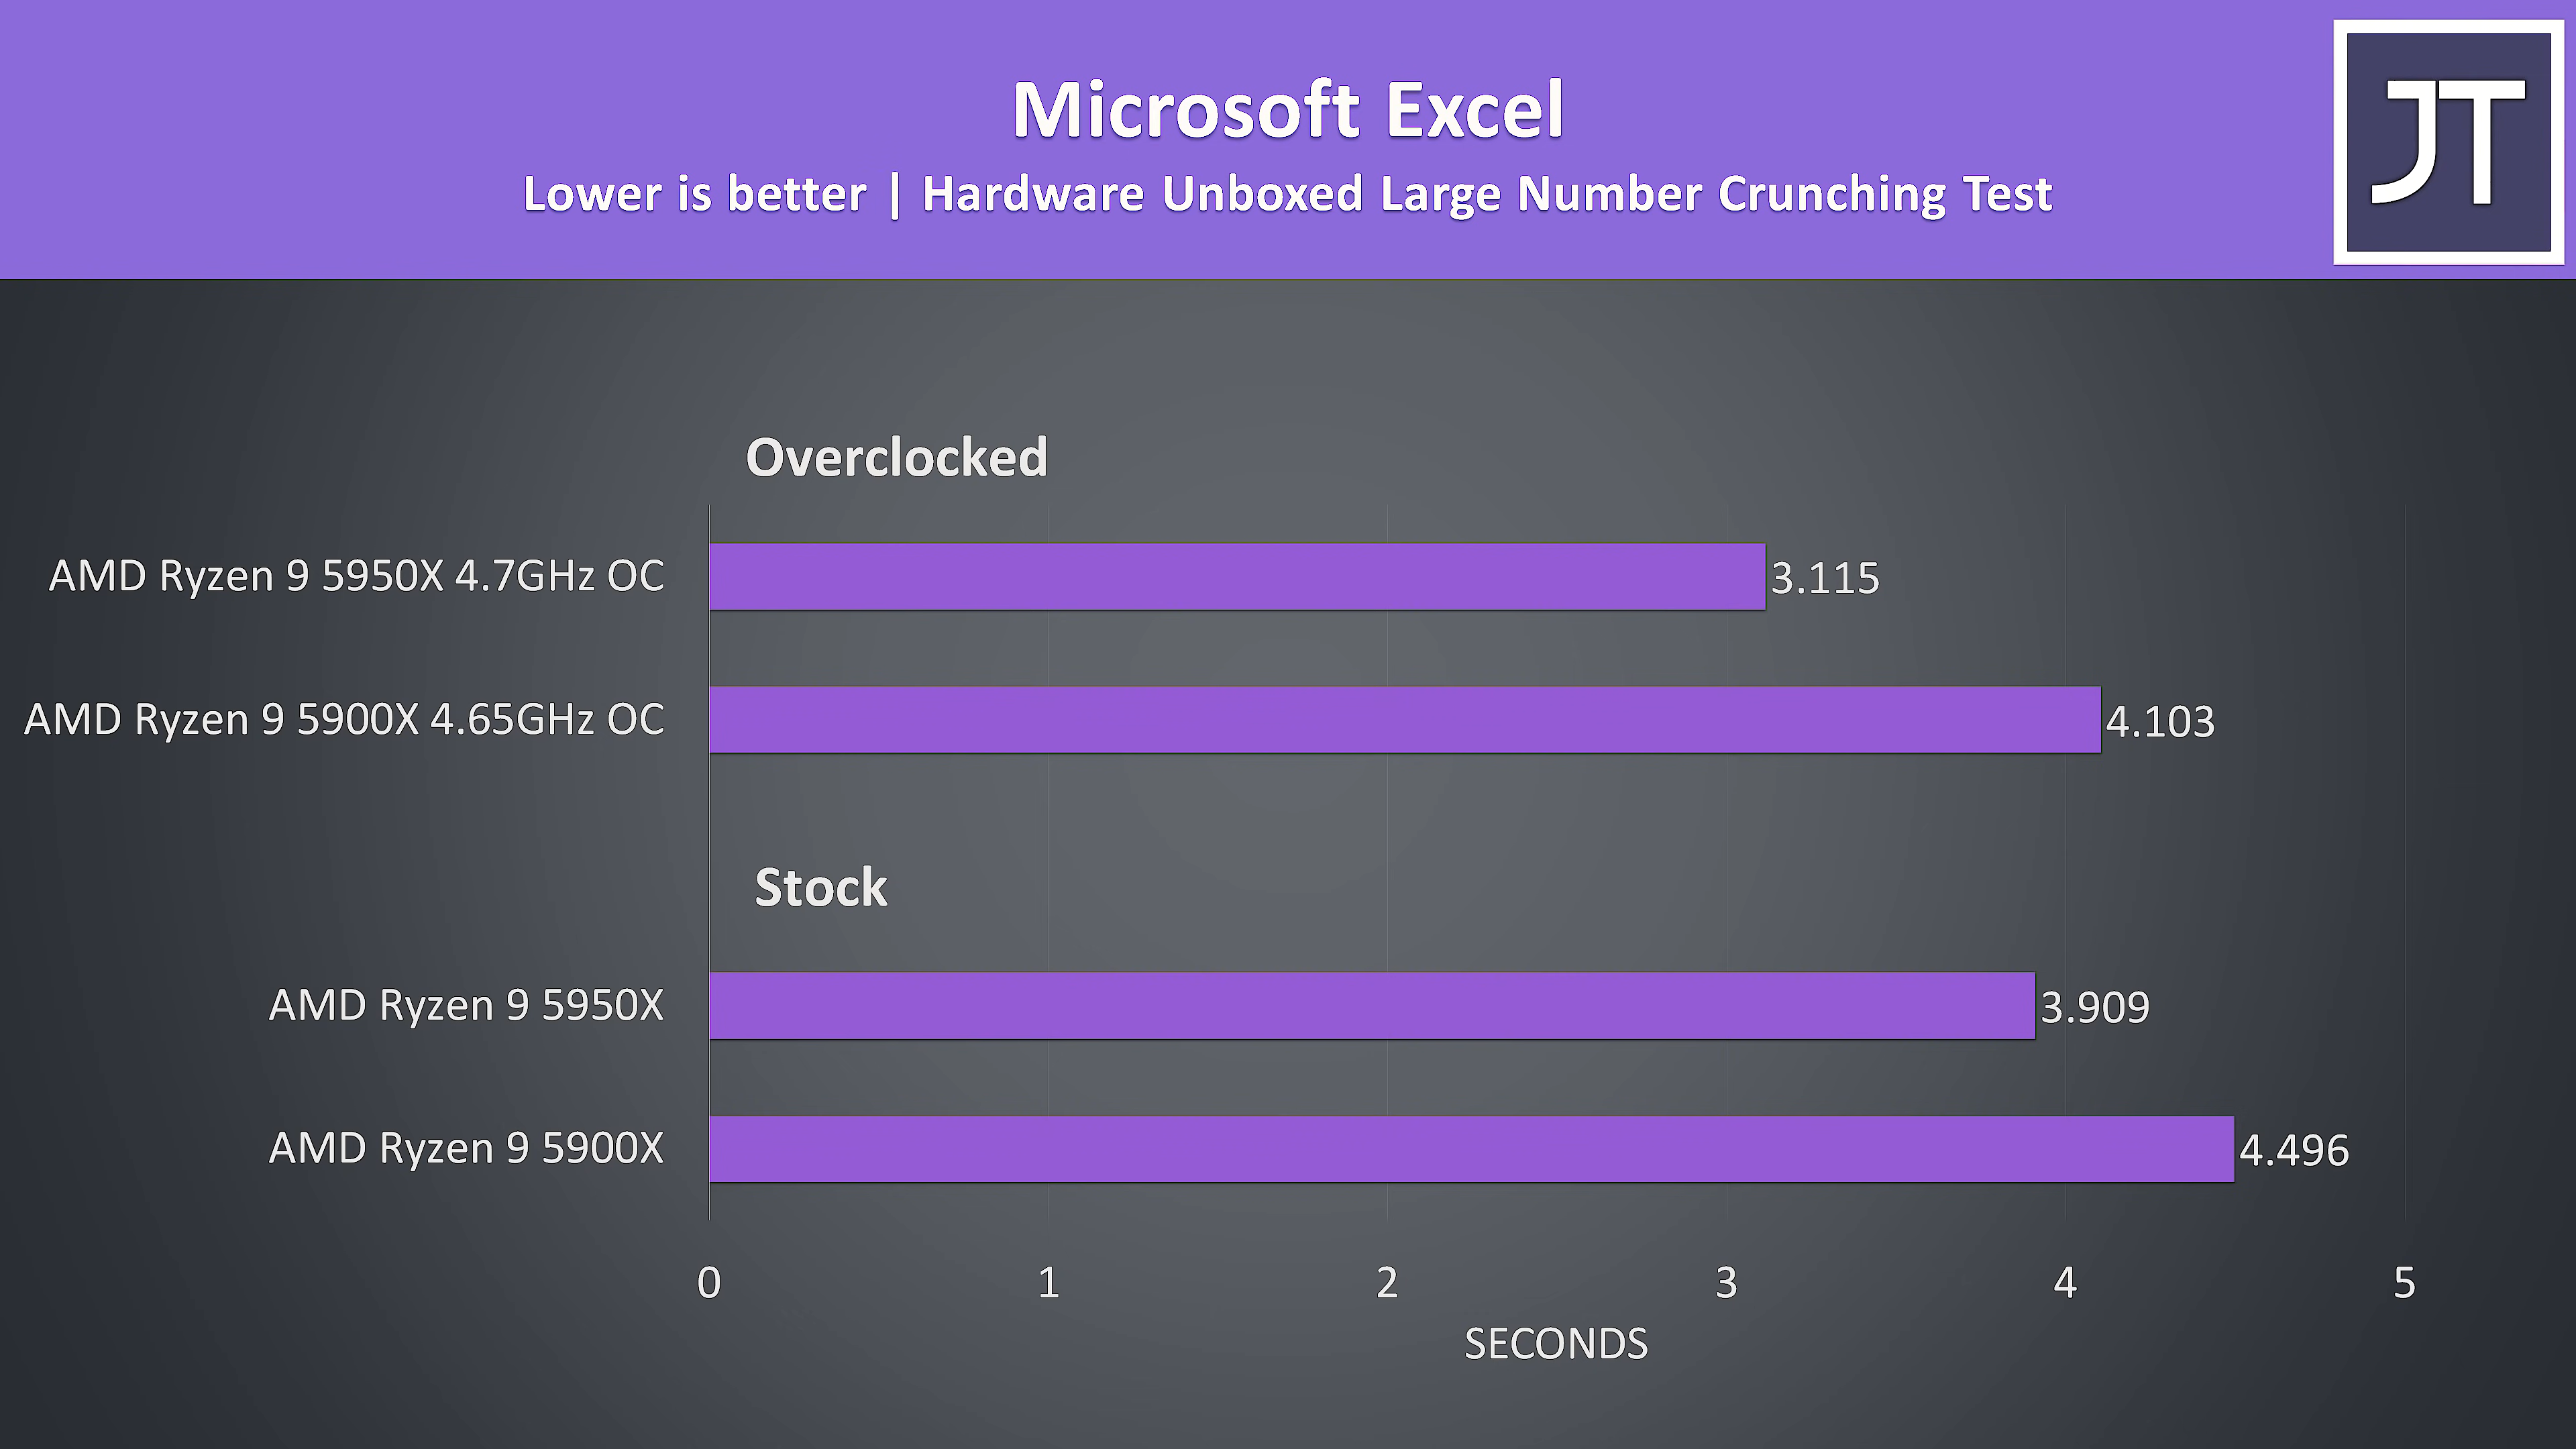 Microsoft Excel
Lower is better | Hardware Unboxed Large Number Crunching Test
JT
Overclocked
AMD Ryzen 9 5950X 4.7GHz OC 3.115
AMD Ryzen 9 5900X 4.65GHz OC 4.103
Stock
AMD Ryzen 9 5950X 3.909
AMD Ryzen 9 5900X 4.496
0 1 2 3 4 5
SECONDS